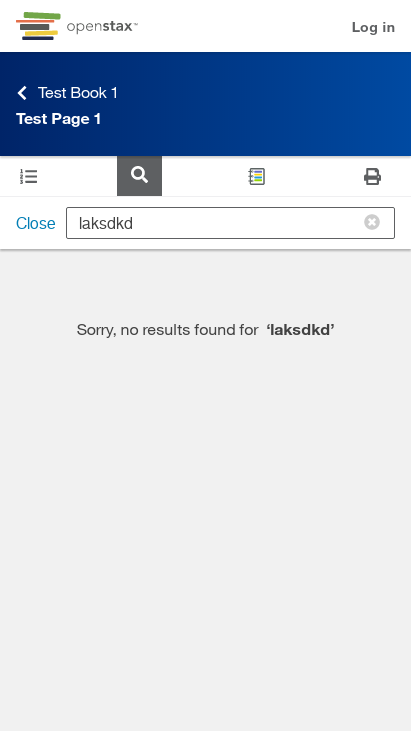 openstax™
Log in
Test Book 1
Test Page 1
Close
laksdkd
Sorry, no results found for ‘laksdkd’